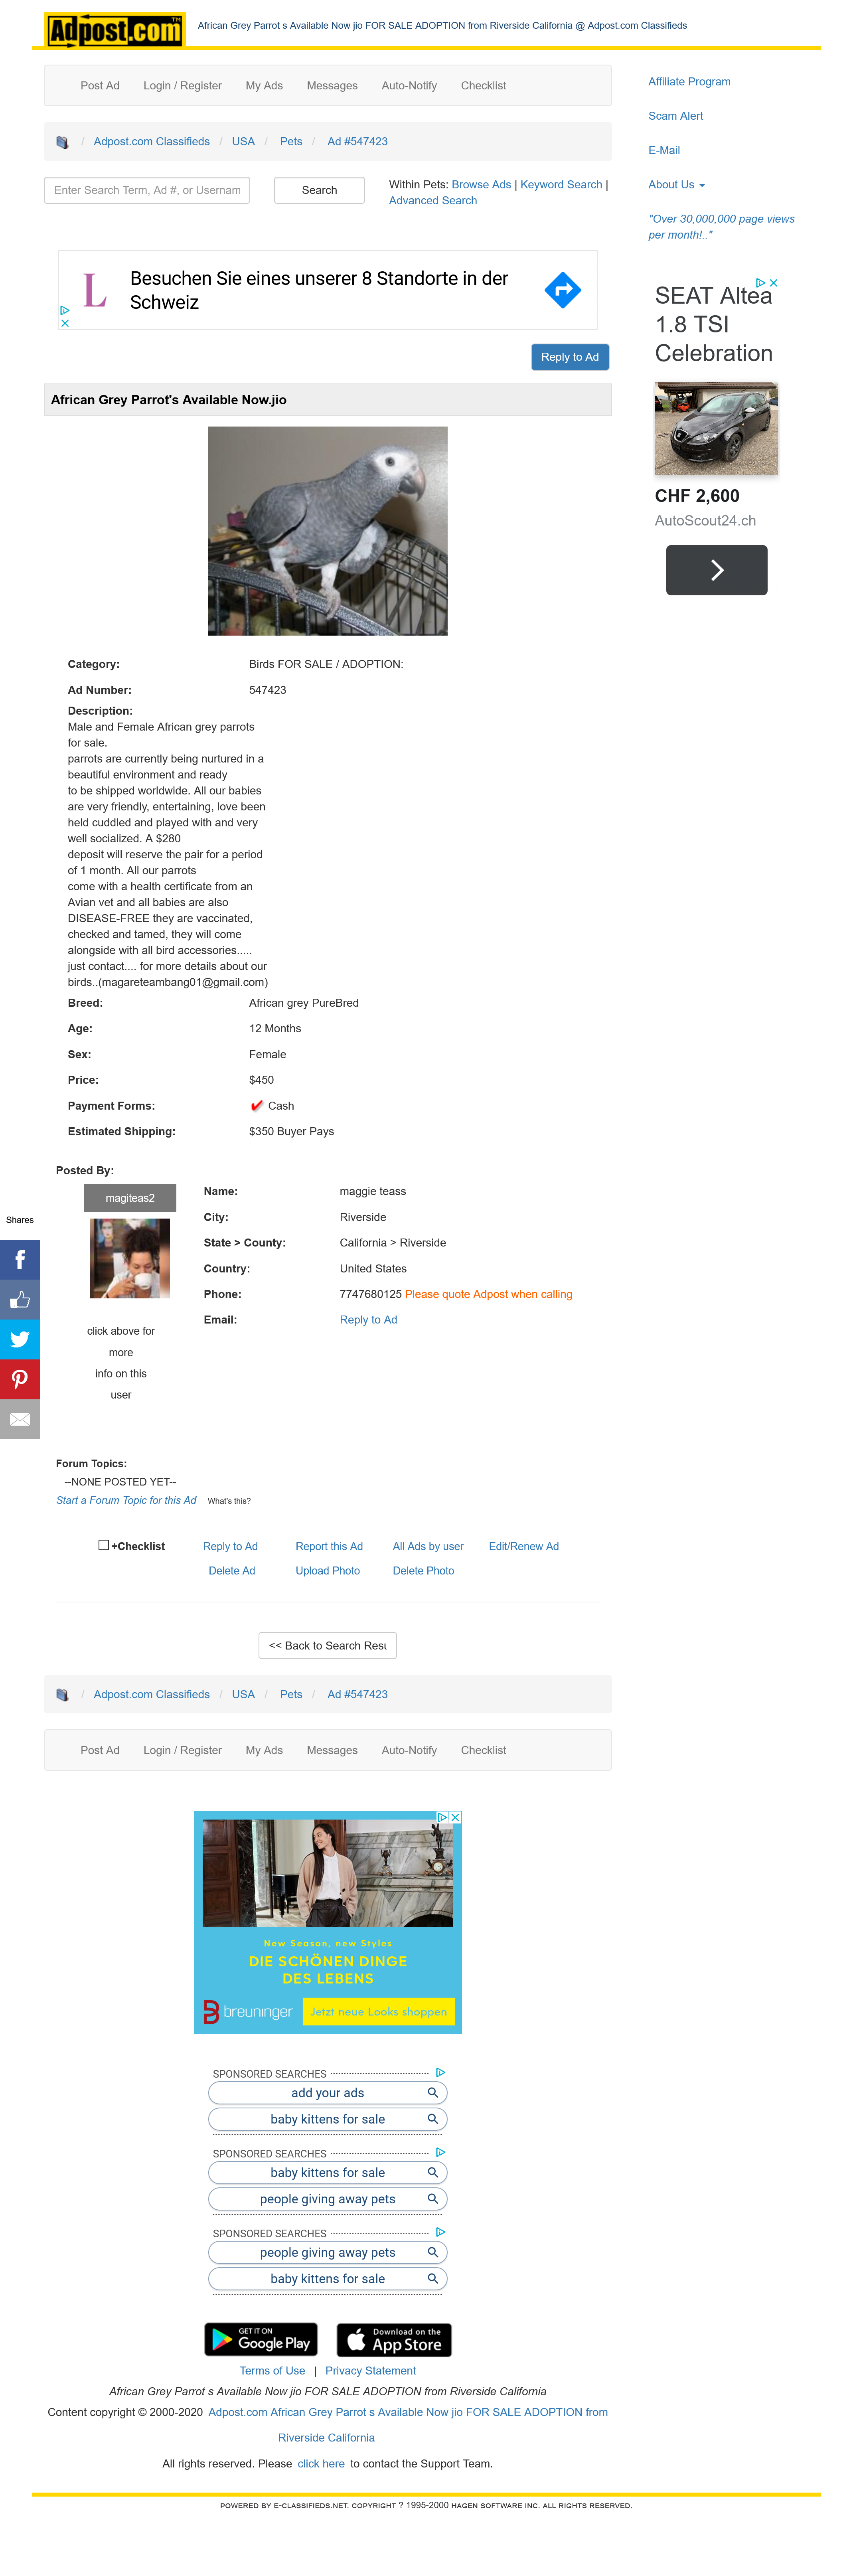 Adpost.com™
African Grey Parrot s Available Now jio FOR SALE ADOPTION from Riverside California @ Adpost.com Classifieds
Post Ad Login / Register My Ads Messages Auto-Notify Checklist
Affiliate Program
Scam Alert
E-Mail
About Us
"Over 30,000,000 page views
per month!.."
/ Adpost.com Classifieds / USA / Pets / Ad #547423
Enter Search Term, Ad #, or Usernam
Search
Within Pets: Browse Ads | Keyword Search |
Advanced Search
L
Besuchen Sie eines unserer 8 Standorte in der
Schweiz
SEAT Altea
1.8 TSI
Celebration
CHF 2,600
AutoScout24.ch
Reply to Ad
African Grey Parrot's Available Now.jio
Category: Birds FOR SALE / ADOPTION:
Ad Number: 547423
Description:
Male and Female African grey parrots
for sale.
parrots are currently being nurtured in a
beautiful environment and ready
to be shipped worldwide. All our babies
are very friendly, entertaining, love been
held cuddled and played with and very
well socialized. A $280
deposit will reserve the pair for a period
of 1 month. All our parrots
come with a health certificate from an
Avian vet and all babies are also
DISEASE-FREE they are vaccinated,
checked and tamed, they will come
alongside with all bird accessories.....
just contact.... for more details about our
birds..(magareteambang01@gmail.com)
Breed: African grey PureBred
Age: 12 Months
Sex: Female
Price: $450
Payment Forms: Cash
Estimated Shipping: $350 Buyer Pays
Posted By:
magiteas2
click above for
more
info on this
user
Name: maggie teass
City: Riverside
State > County: California > Riverside
Country: United States
Phone: 7747680125 Please quote Adpost when calling
Email: Reply to Ad
Shares
Forum Topics:
--NONE POSTED YET--
Start a Forum Topic for this Ad What's this?
+Checklist Reply to Ad Report this Ad All Ads by user Edit/Renew Ad
Delete Ad Upload Photo Delete Photo
<< Back to Search Resu
/ Adpost.com Classifieds / USA / Pets / Ad #547423
Post Ad Login / Register My Ads Messages Auto-Notify Checklist
New Season, new Styles
DIE SCHÖNEN DINGE
DES LEBENS
breuninger
Jetzt neue Looks shoppen
SPONSORED SEARCHES
add your ads
baby kittens for sale
SPONSORED SEARCHES
baby kittens for sale
people giving away pets
SPONSORED SEARCHES
people giving away pets
baby kittens for sale
GET IT ON
Google Play
Download on the
App Store
Terms of Use | Privacy Statement
African Grey Parrot s Available Now jio FOR SALE ADOPTION from Riverside California
Content copyright © 2000-2020 Adpost.com African Grey Parrot s Available Now jio FOR SALE ADOPTION from
Riverside California
All rights reserved. Please click here to contact the Support Team.
POWERED BY E-CLASSIFIEDS.NET. COPYRIGHT ? 1995-2000 HAGEN SOFTWARE INC. ALL RIGHTS RESERVED.